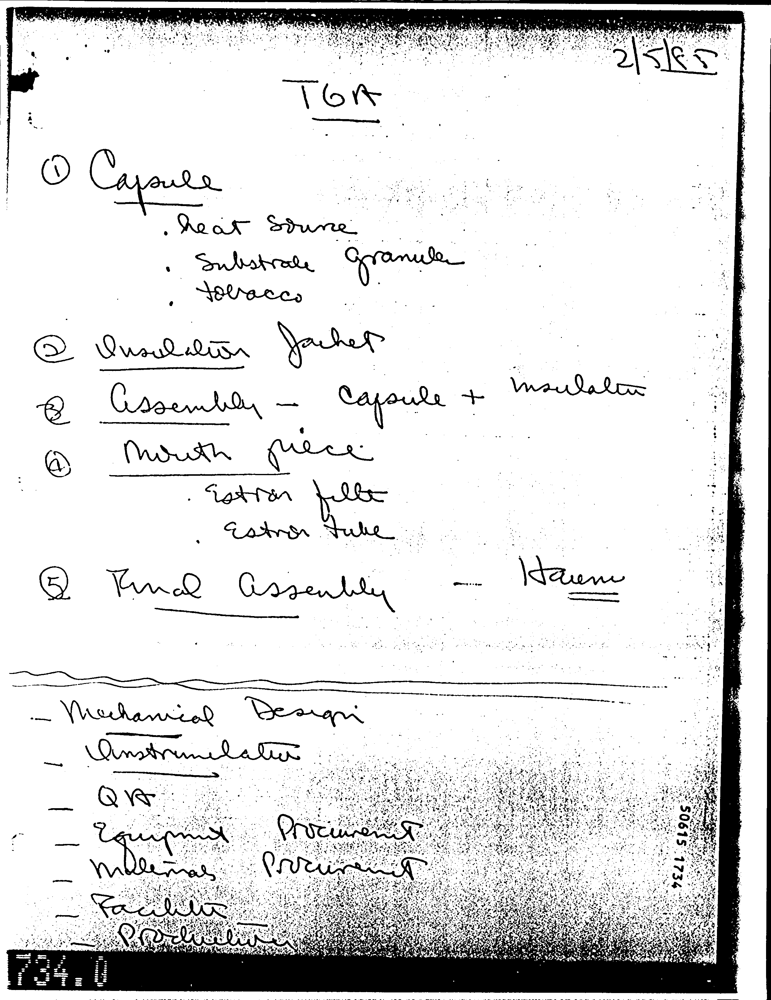 2/5/85
TGA
① Capsule
. heat source
. Substrate granules
. tobacco
② Insulation Jacket
③ Assembly - Capsule + insulation
④ Mouth piece
. Estron filter
. Estron tube
⑤ Final assembly -
- Mechanical Design
- Instrumentation
- QA
- Equipment Procurement
- Materials Procurement
- Facilities
- Production
50615 1734
734.0